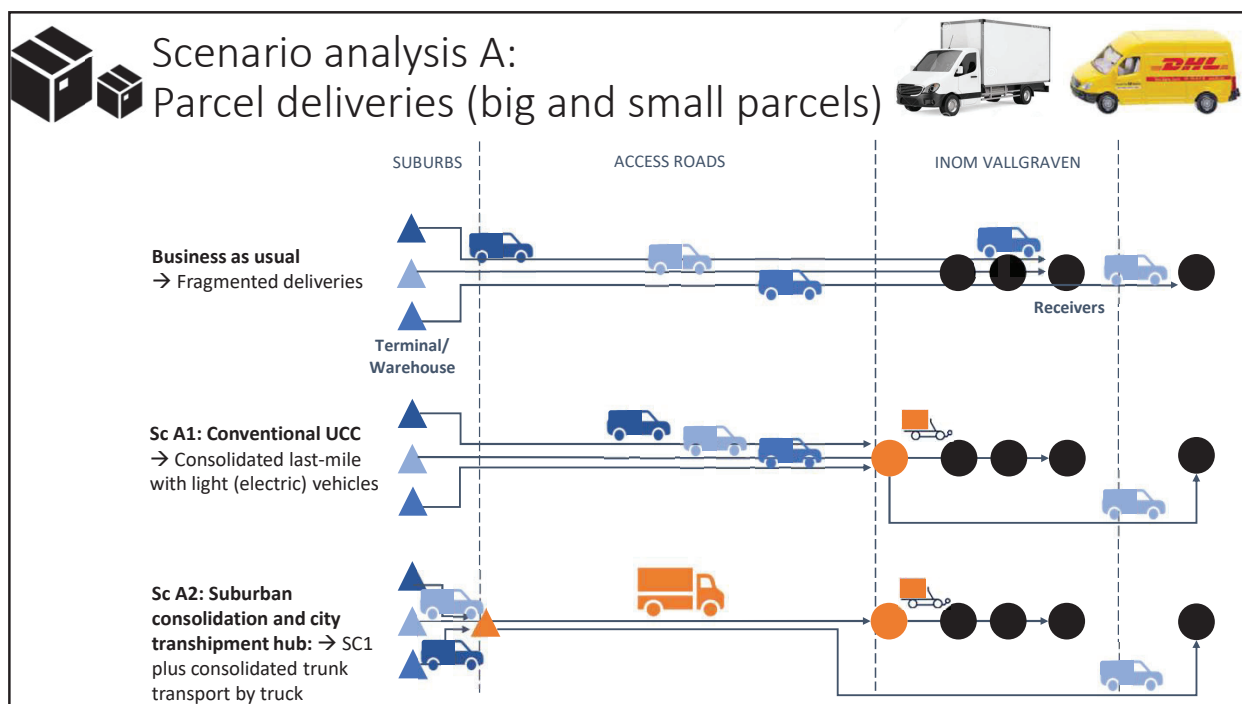 Scenario analysis A:
Parcel deliveries (big and small parcels)
DHL
SUBURBS
ACCESS ROADS
INOM VALLGRAVEN
Business as usual
→ Fragmented deliveries
Receivers
Terminal/
Warehouse
Sc A1: Conventional UCC
→ Consolidated last-mile
with light (electric) vehicles
Sc A2: Suburban
consolidation and city
transhipment hub: → SC1
plus consolidated trunk
transport by truck